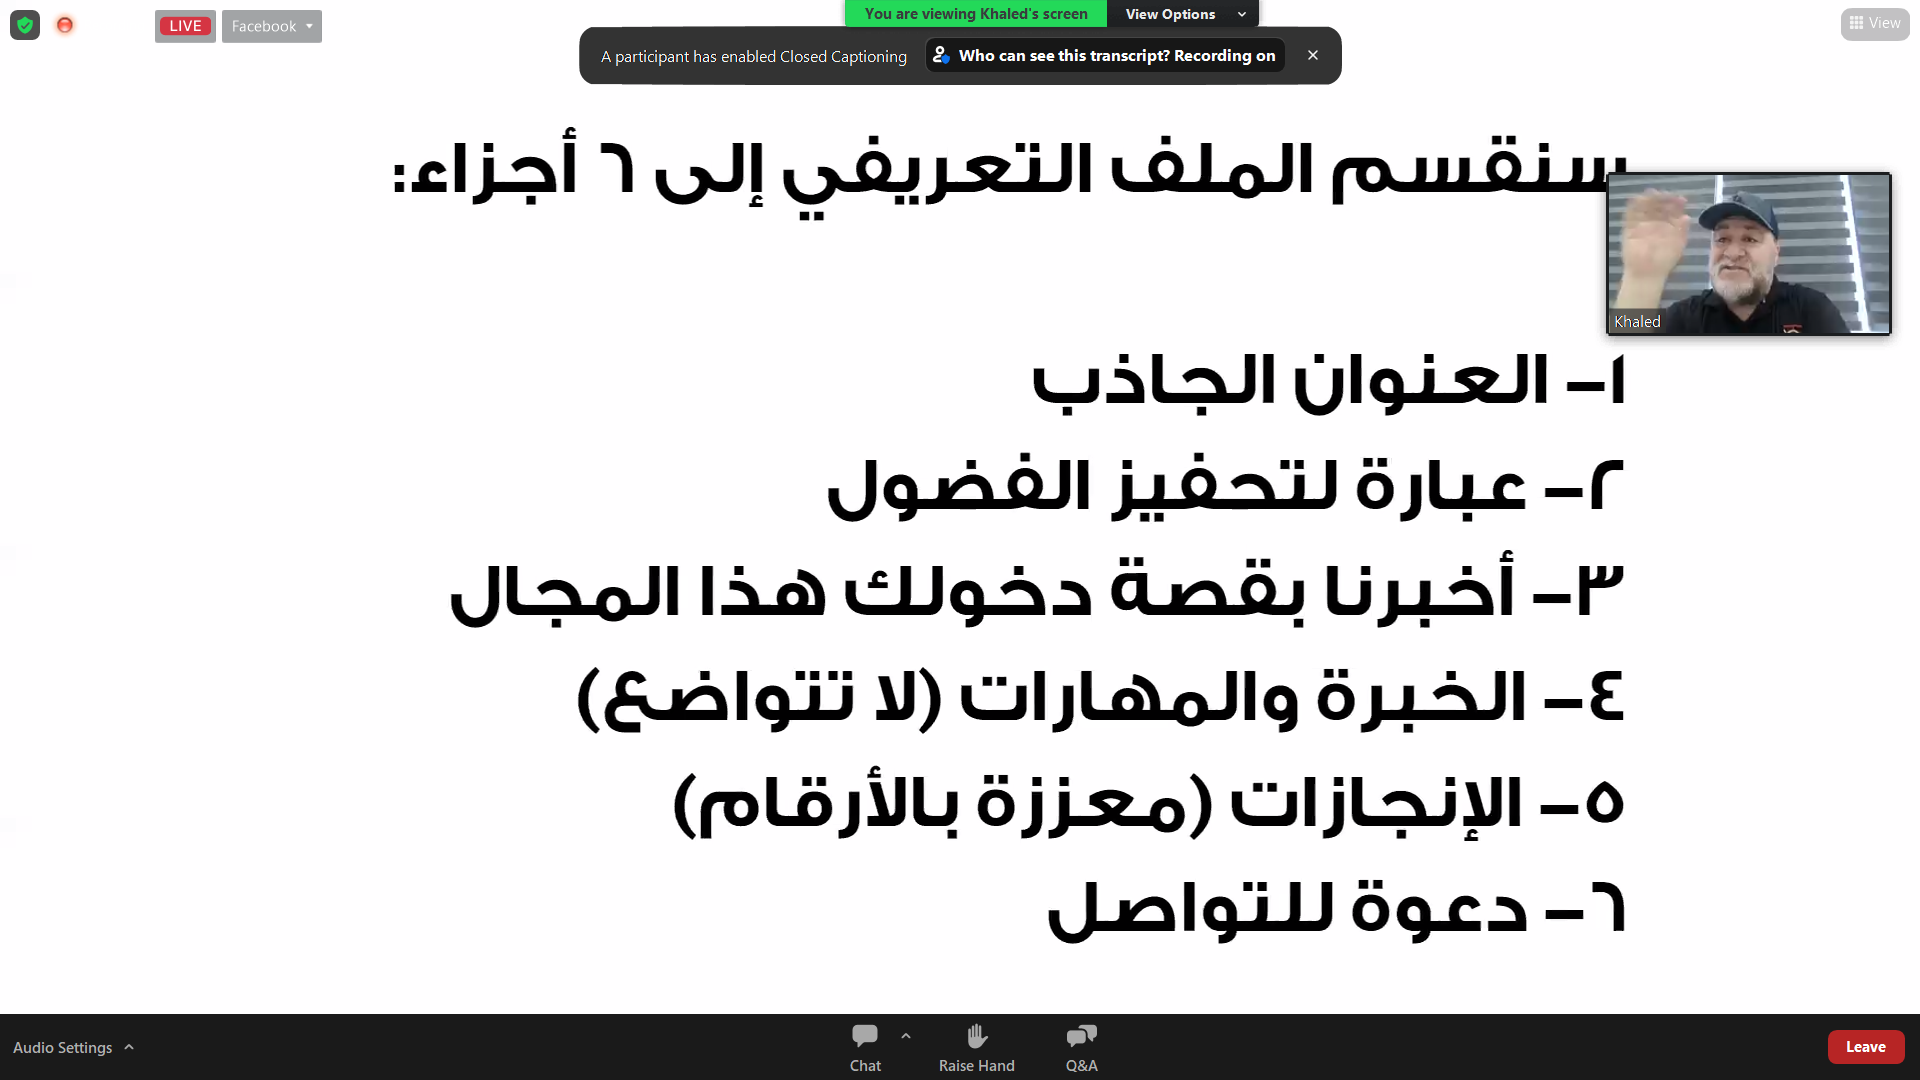 You are viewing Khaled's screen
View Options
LIVE
Facebook
View
A participant has enabled Closed Captioning
Who can see this transcript? Recording on
سنقسم الملف التعريفي إلى ٦ أجزاء:
Khaled
١- العنوان الجاذب
٢- عبارة لتحفيز الفضول
٣- أخبرنا بقصة دخولك هذا المجال
٤- الخبرة والمهارات (لا تتواضع)
٥- الإنجازات (معززة بالأرقام)
٦- دعوة للتواصل
Audio Settings
Chat
Raise Hand
Q&A
Leave